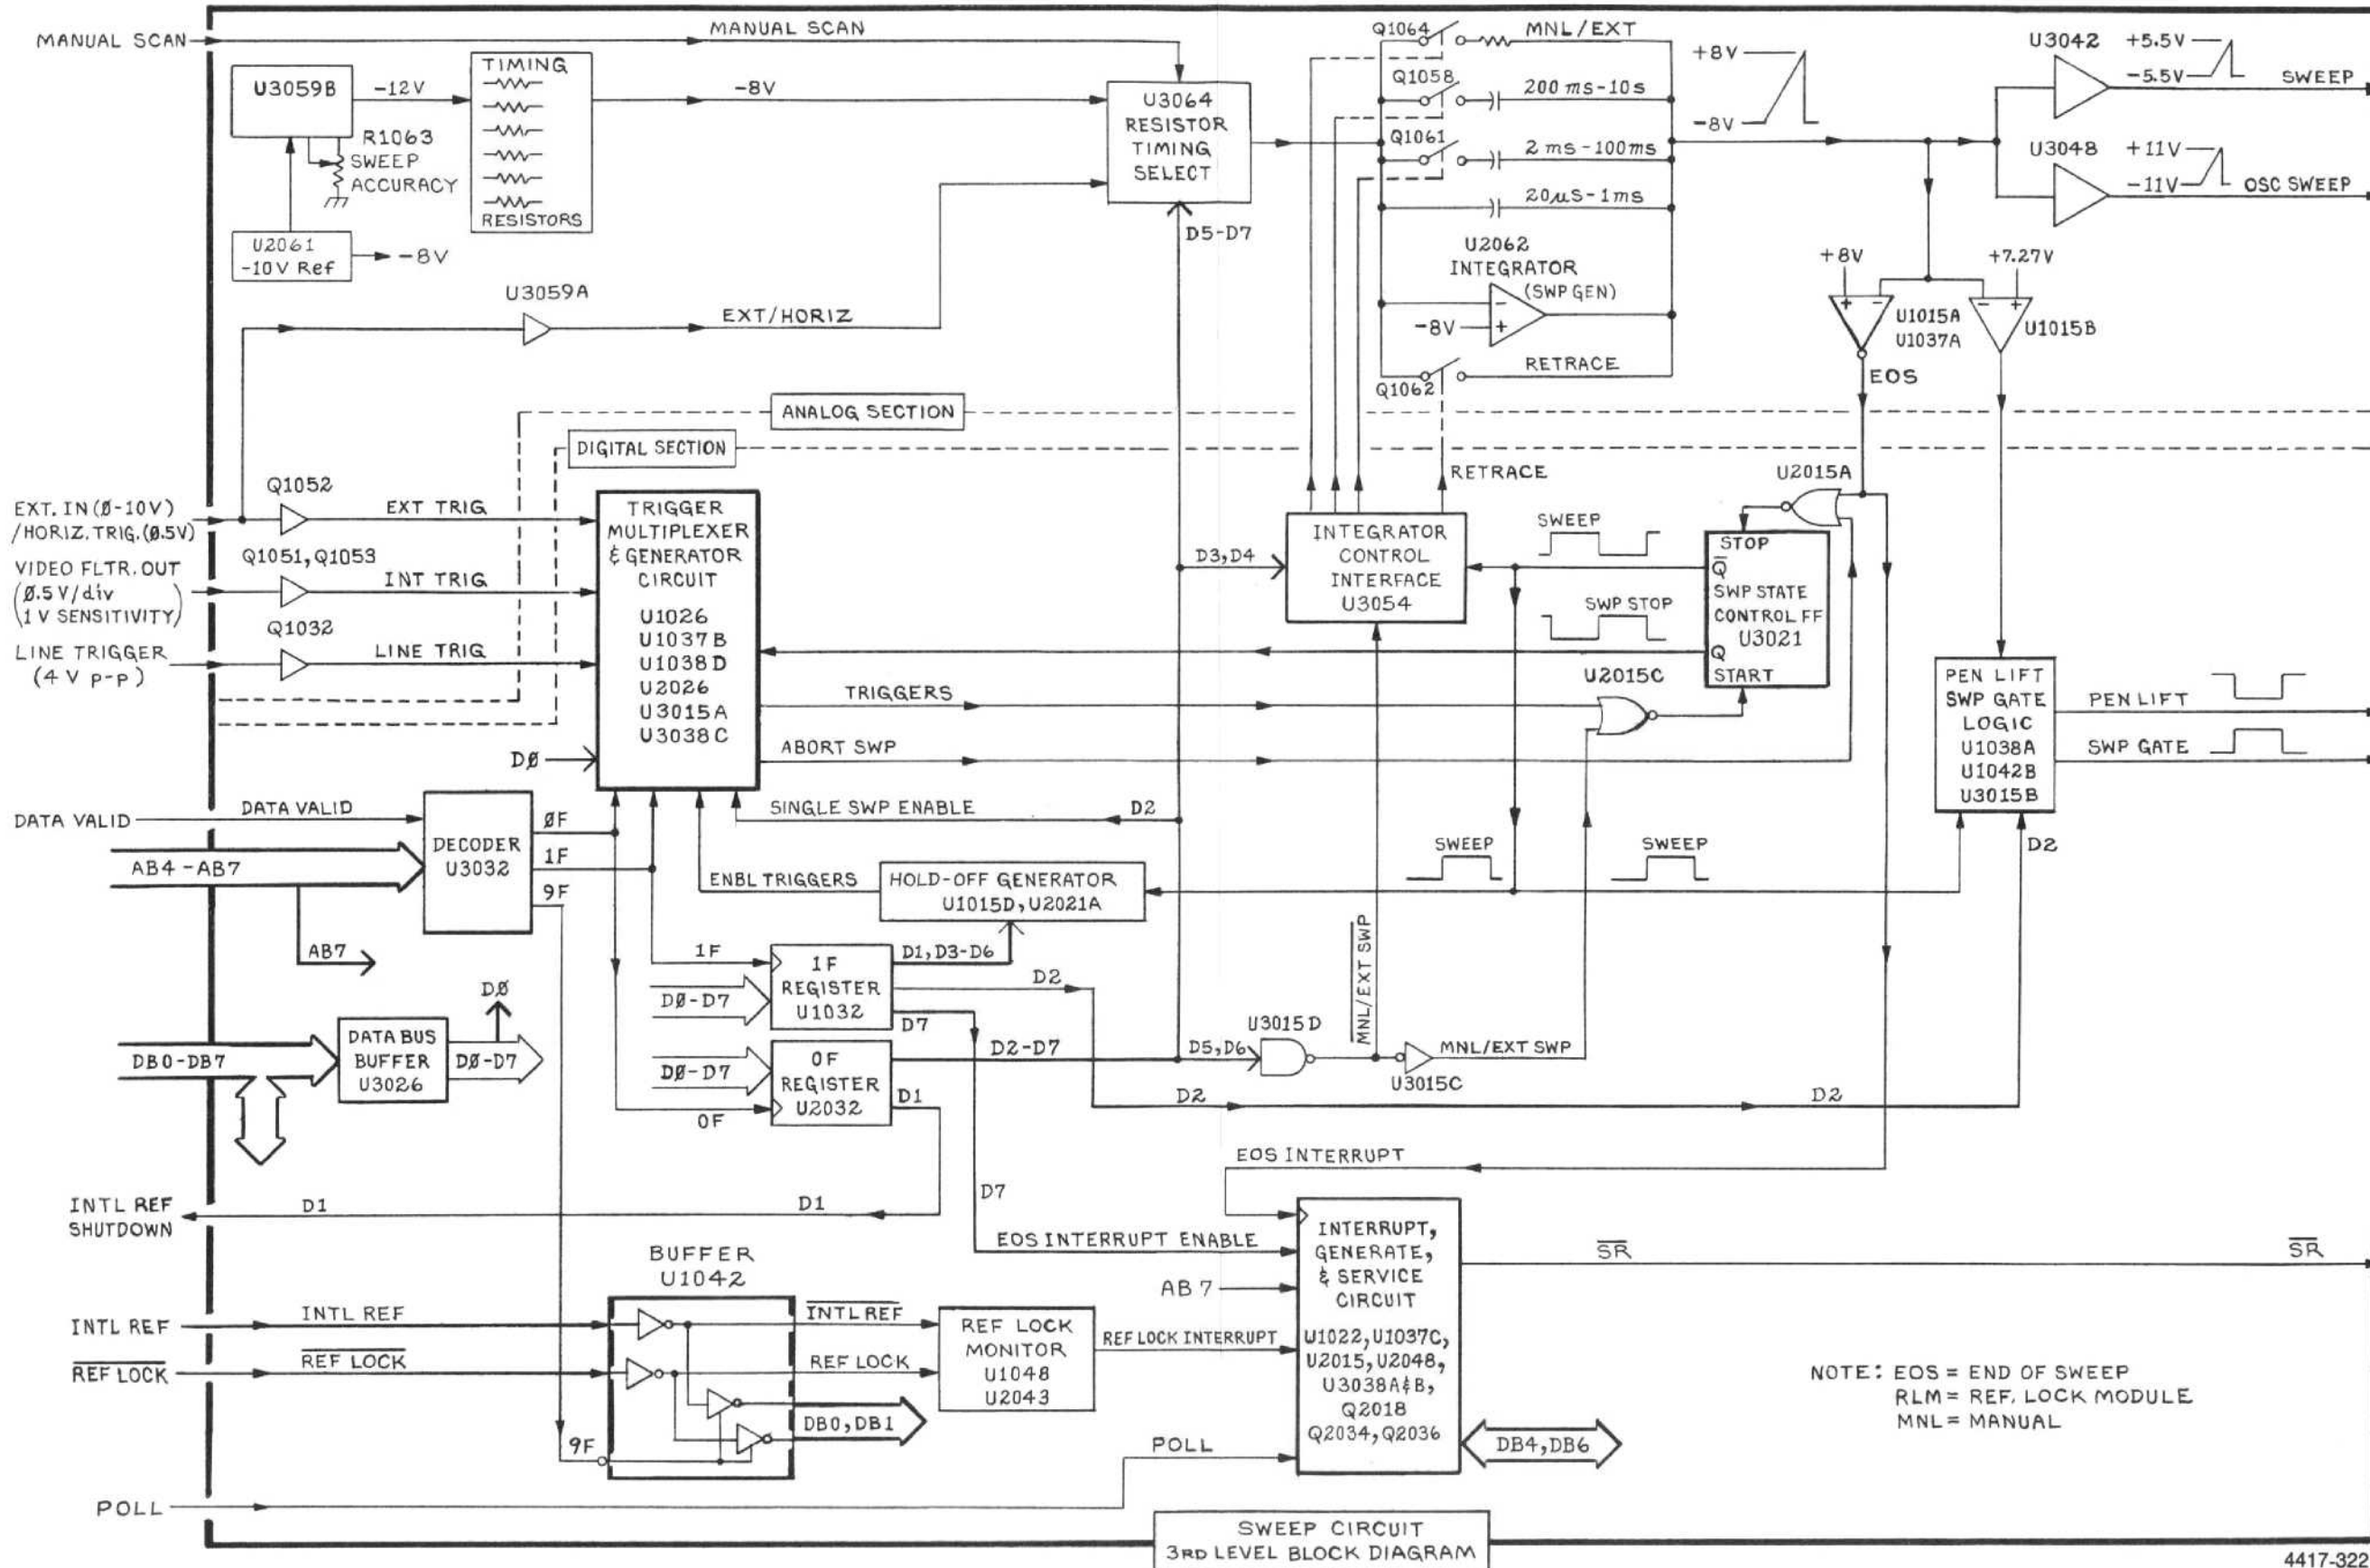 MANUAL SCAN
MANUAL SCAN
U3059B
-12V
TIMING
RESISTORS
R1063
SWEEP
ACCURACY
U2061
-10V Ref
-8V
-8V
U3059A
EXT/HORIZ
U3064
RESISTOR
TIMING
SELECT
D5-D7
Q1064
MNL/EXT
Q1058
200 ms-10s
Q1061
2 ms-100ms
20µS-1ms
U2062
INTEGRATOR
(SWP GEN)
-
-8V
+
RETRACE
Q1062
+8V
-8V
U3042
+5.5V
-5.5V
SWEEP
U3048
+11V
-11V
OSC SWEEP
+8V
+7.27V
+ -
- +
U1015A
U1037A
U1015B
EOS
ANALOG SECTION
DIGITAL SECTION
EXT. IN (Ø-10V)
/HORIZ. TRIG. (Ø.5V)
Q1052
EXT TRIG
VIDEO FLTR. OUT
(Ø.5 V/div
1 V SENSITIVITY)
Q1051, Q1053
INT TRIG
LINE TRIGGER
(4 V p-p)
Q1032
LINE TRIG
TRIGGER
MULTIPLEXER
& GENERATOR
CIRCUIT
U1026
U1037B
U1038D
U2026
U3015A
U3038C
DØ
RETRACE
INTEGRATOR
CONTROL
INTERFACE
U3054
D3, D4
SWEEP
SWP STOP
U2015A
STOP
Q̅
SWP STATE
CONTROL FF
U3021
Q
START
U2015C
TRIGGERS
ABORT SWP
PEN LIFT
SWP GATE
LOGIC
U1038A
U1042B
U3015B
PEN LIFT
SWP GATE
D2
DATA VALID
DATA VALID
AB4-AB7
DECODER
U3032
ØF
1F
9F
AB7
SINGLE SWP ENABLE
D2
ENBL TRIGGERS
HOLD-OFF GENERATOR
U1015D, U2021A
SWEEP
SWEEP
1F
DØ-D7
1F
REGISTER
U1032
D1, D3-D6
D2
D7
DØ
DB0-DB7
DATA BUS
BUFFER
U3026
DØ-D7
DØ-D7
0F
0F
REGISTER
U2032
D2-D7
D1
D5, D6
U3015D
M̅N̅L̅/̅E̅X̅T̅ ̅S̅W̅P̅
U3015C
MNL/EXT SWP
D2
D2
EOS INTERRUPT
INTL REF
SHUTDOWN
D1
D1
D7
EOS INTERRUPT ENABLE
BUFFER
U1042
AB 7
INTL REF
INTL REF
I̅N̅T̅L̅ ̅R̅E̅F̅
R̅E̅F̅ ̅L̅O̅C̅K̅
R̅E̅F̅ ̅L̅O̅C̅K̅
REF LOCK
DB0, DB1
9F
REF LOCK
MONITOR
U1048
U2043
REF LOCK INTERRUPT
INTERRUPT,
GENERATE,
& SERVICE
CIRCUIT
U1022, U1037C,
U2015, U2048,
U3038A&B,
Q2018
Q2034, Q2036
S̅R̅
S̅R̅
DB4, DB6
POLL
POLL
NOTE: EOS = END OF SWEEP
RLM = REF. LOCK MODULE
MNL = MANUAL
SWEEP CIRCUIT
3RD LEVEL BLOCK DIAGRAM
4417-322